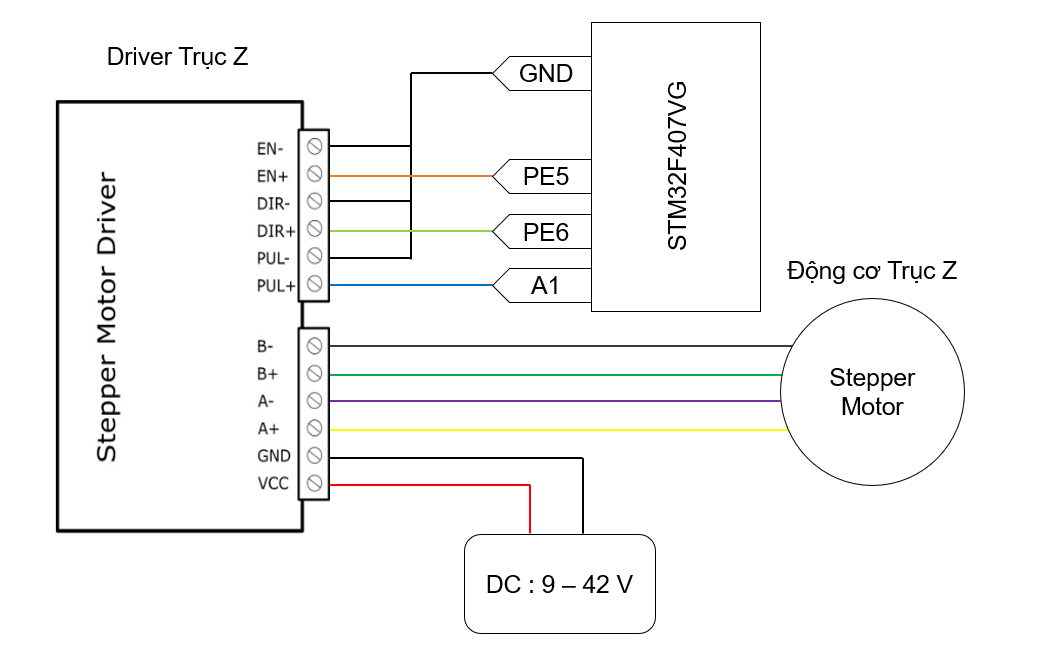 Driver Trục Z
Stepper Motor Driver
EN-
EN+
DIR-
DIR+
PUL-
PUL+
B-
B+
A-
A+
GND
VCC
GND
PE5
PE6
A1
STM32F407VG
Động cơ Trục Z
Stepper
Motor
DC : 9 – 42 V